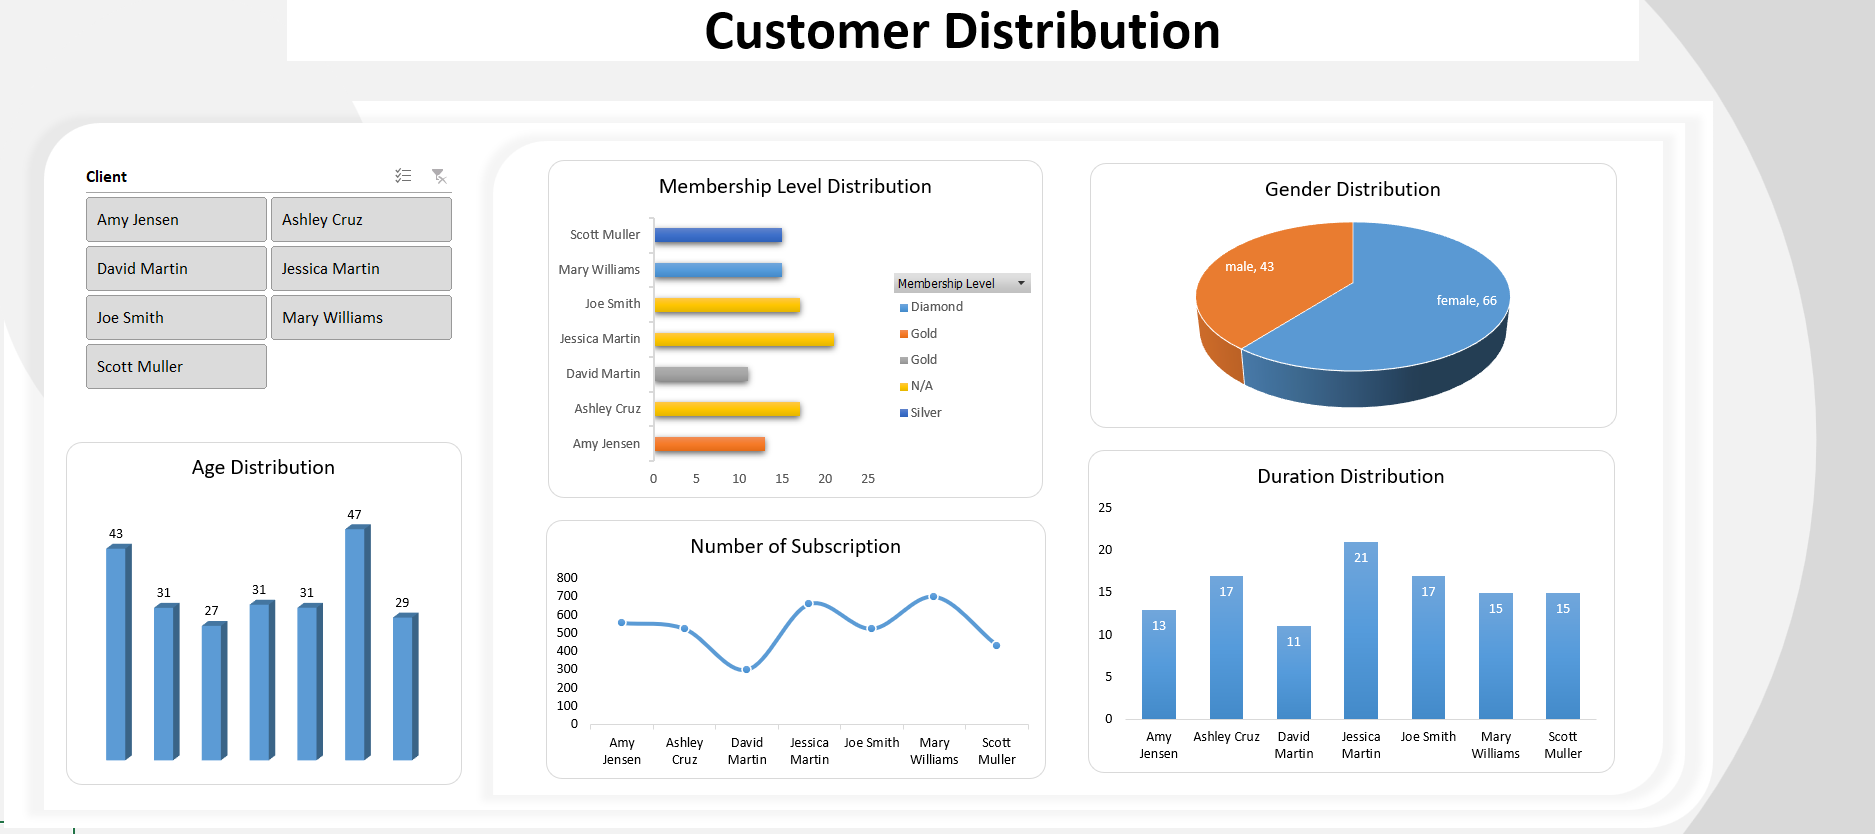 Customer Distribution
Client
Amy Jensen
Ashley Cruz
David Martin
Jessica Martin
Joe Smith
Mary Williams
Scott Muller
Age Distribution
43
31
27
31
31
47
29
Membership Level Distribution
Scott Muller
Mary Williams
Joe Smith
Jessica Martin
David Martin
Ashley Cruz
Amy Jensen
0 5 10 15 20 25
Membership Level
Diamond
Gold
Gold
N/A
Silver
Number of Subscription
800
700
600
500
400
300
200
100
0
Amy
Jensen
Ashley
Cruz
David
Martin
Jessica
Martin
Joe Smith
Mary
Williams
Scott
Muller
Gender Distribution
male, 43
female, 66
Duration Distribution
25
20
15
10
5
0
13
17
11
21
17
15
15
Amy
Jensen
Ashley Cruz
David
Martin
Jessica
Martin
Joe Smith
Mary
Williams
Scott
Muller